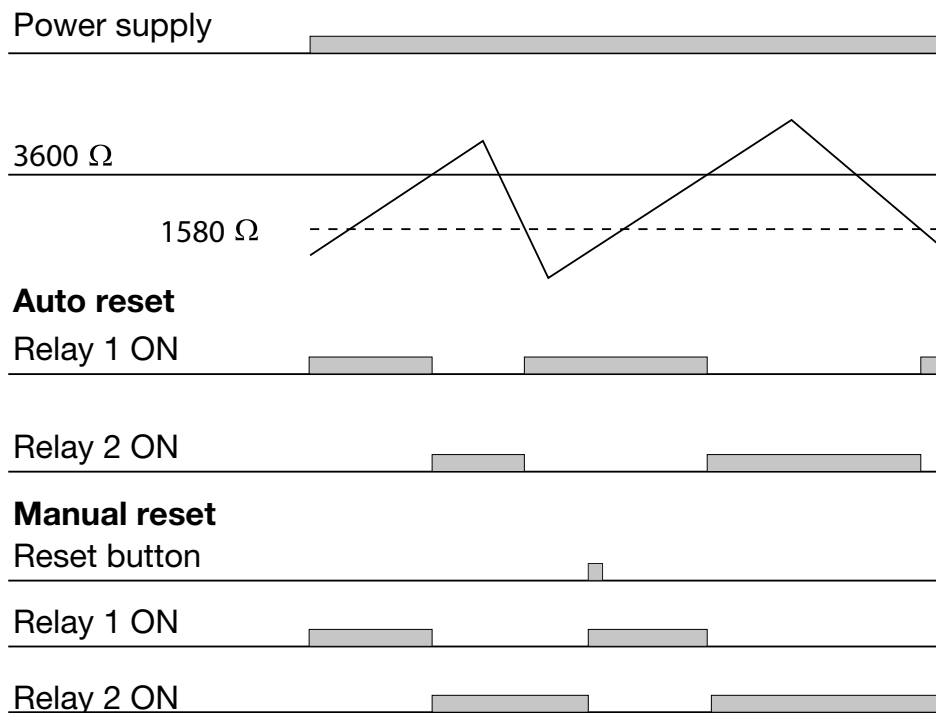 Power supply
3600 Ω
1580 Ω
Auto reset
Relay 1 ON
Relay 2 ON
Manual reset
Reset button
Relay 1 ON
Relay 2 ON